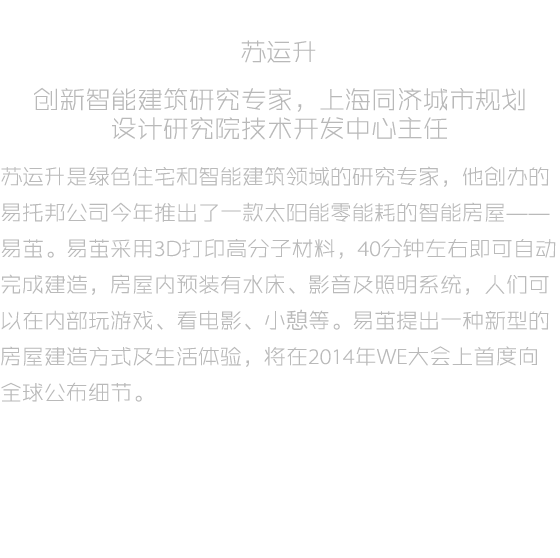 苏运升
创新智能建筑研究专家，上海同济城市规划
设计研究院技术开发中心主任
苏运升是绿色住宅和智能建筑领域的研究专家，他创办的
易托邦公司今年推出了一款太阳能零能耗的智能房屋——
易茧。易茧采用3D打印高分子材料，40分钟左右即可自动
完成建造，房屋内预装有水床、影音及照明系统，人们可
以在内部玩游戏、看电影、小憩等。易茧提出一种新型的
房屋建造方式及生活体验，将在2014年WE大会上首度向
全球公布细节。